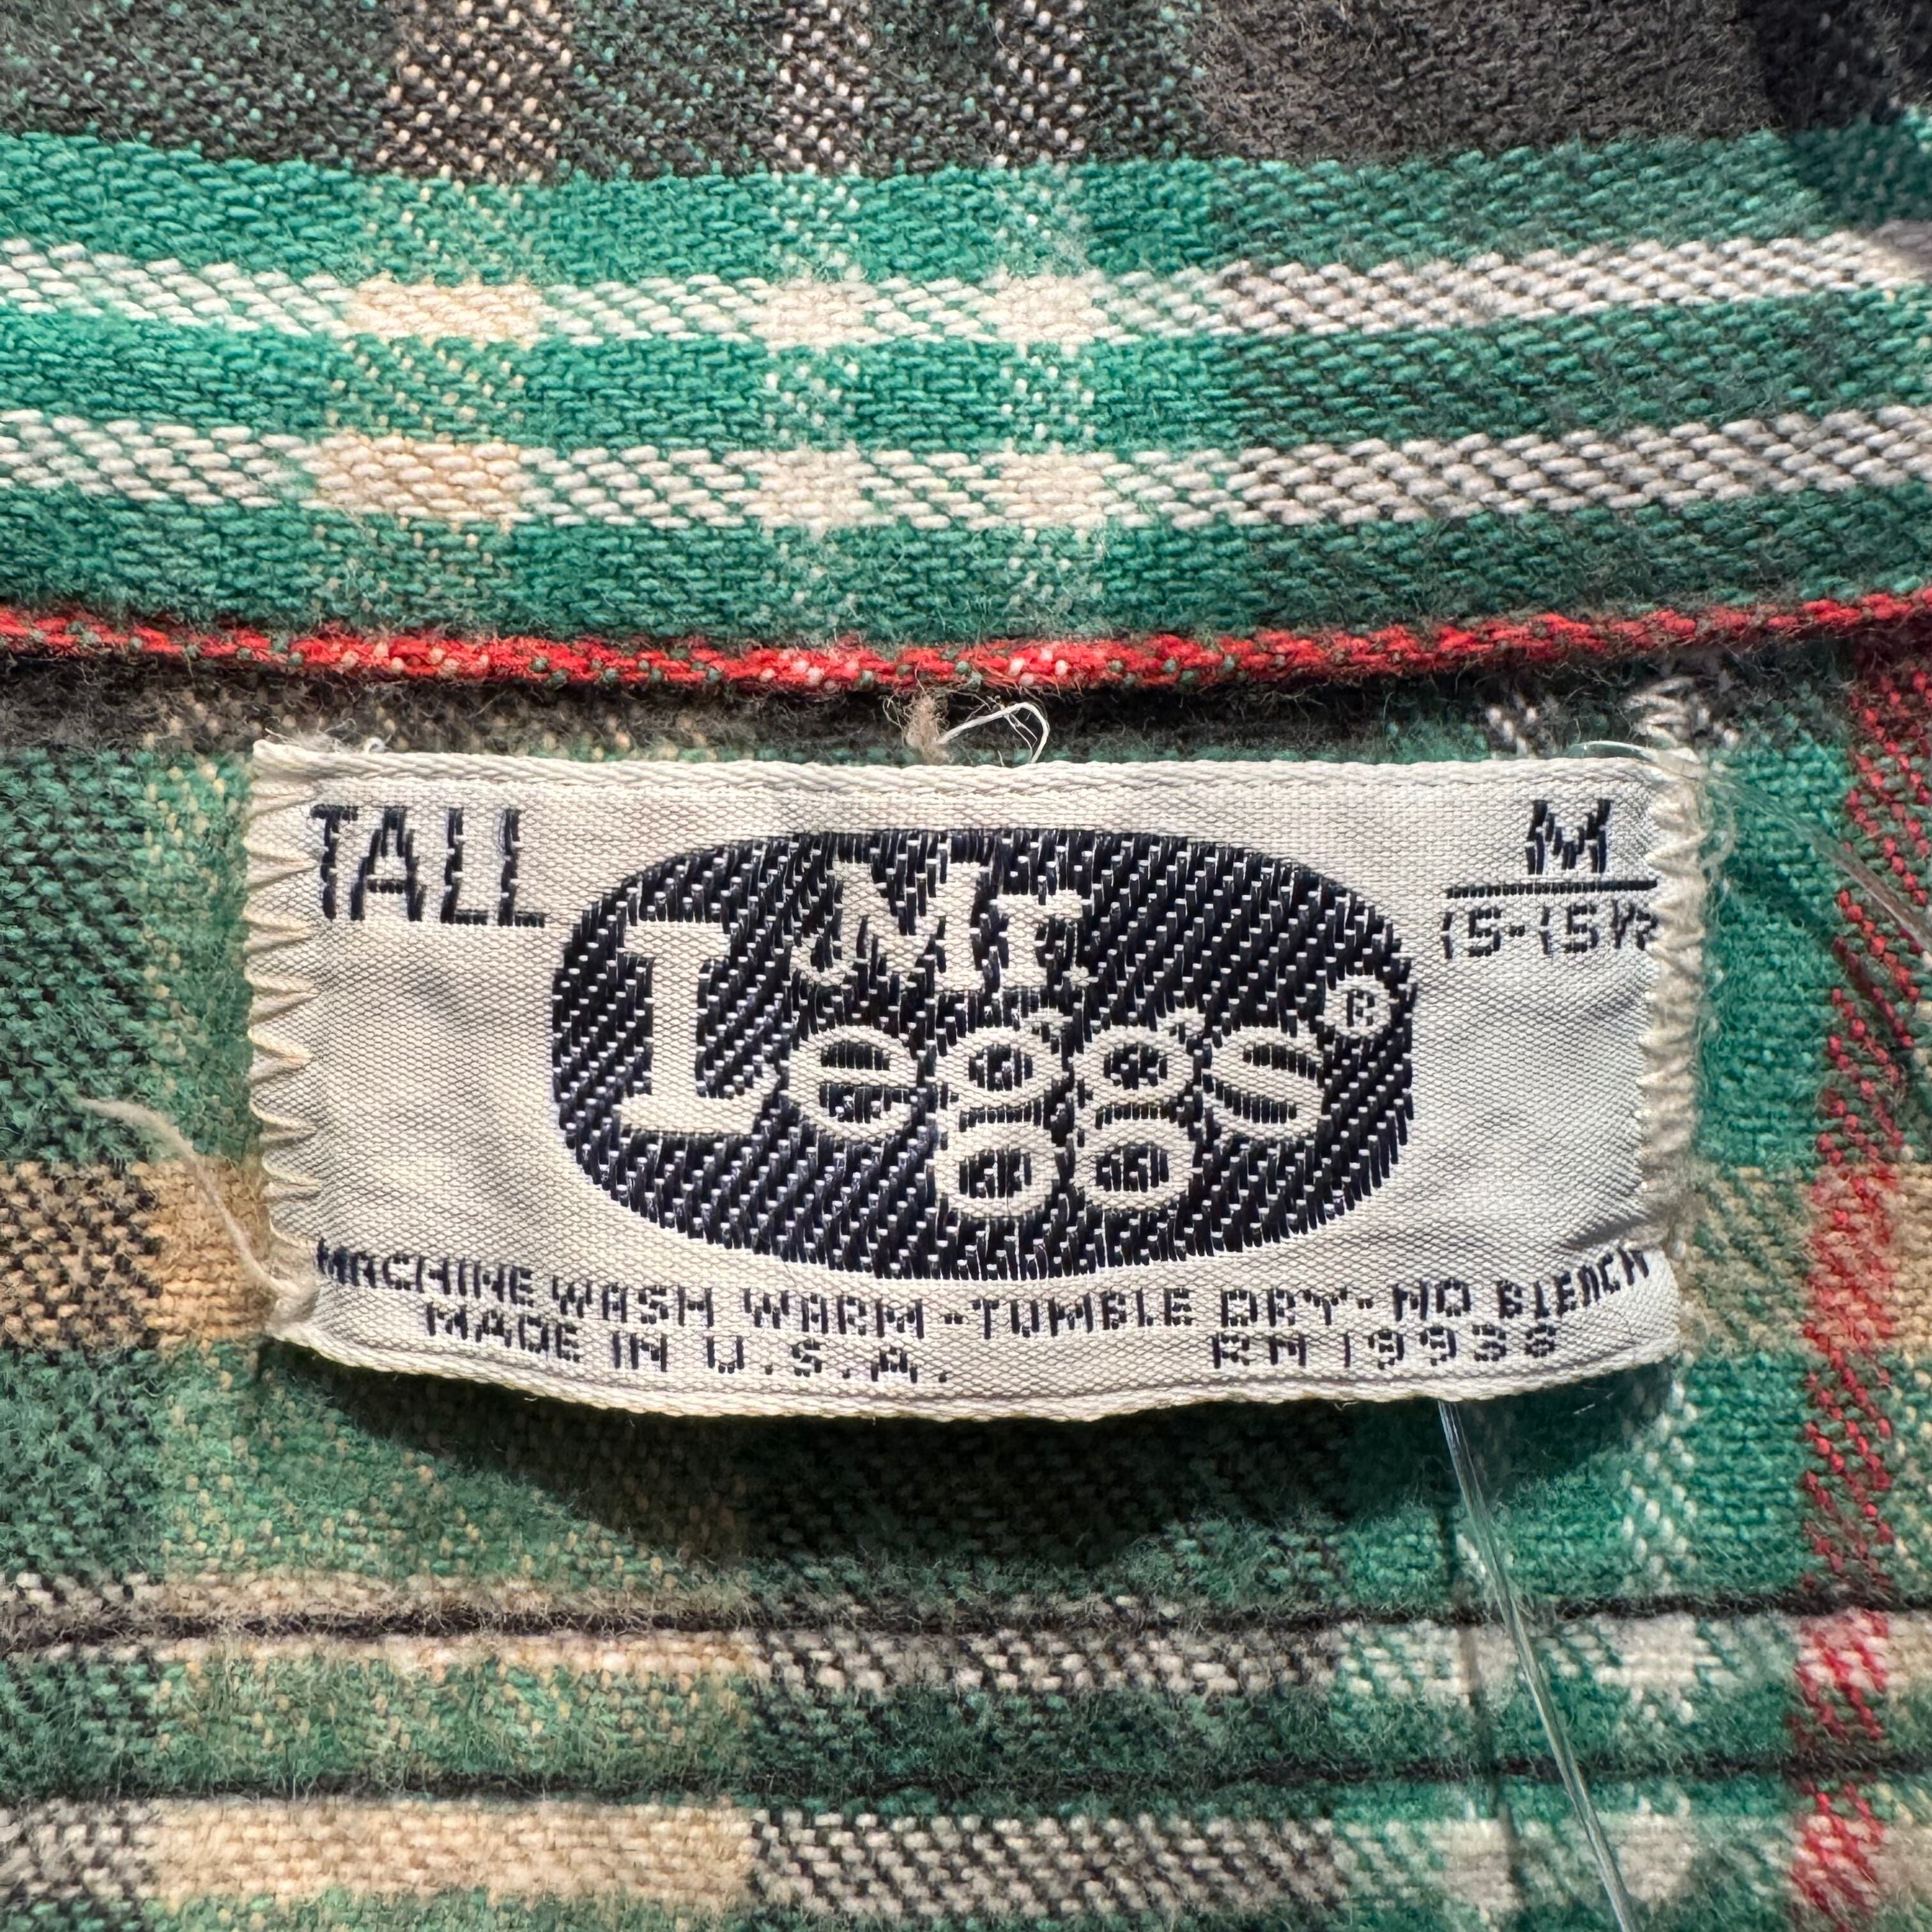 TALL
M
15-15½
Mr.
Leggs ®
MACHINE WASH WARM-TUMBLE DRY-NO BLEACH
MADE IN U.S.A. RN 19938